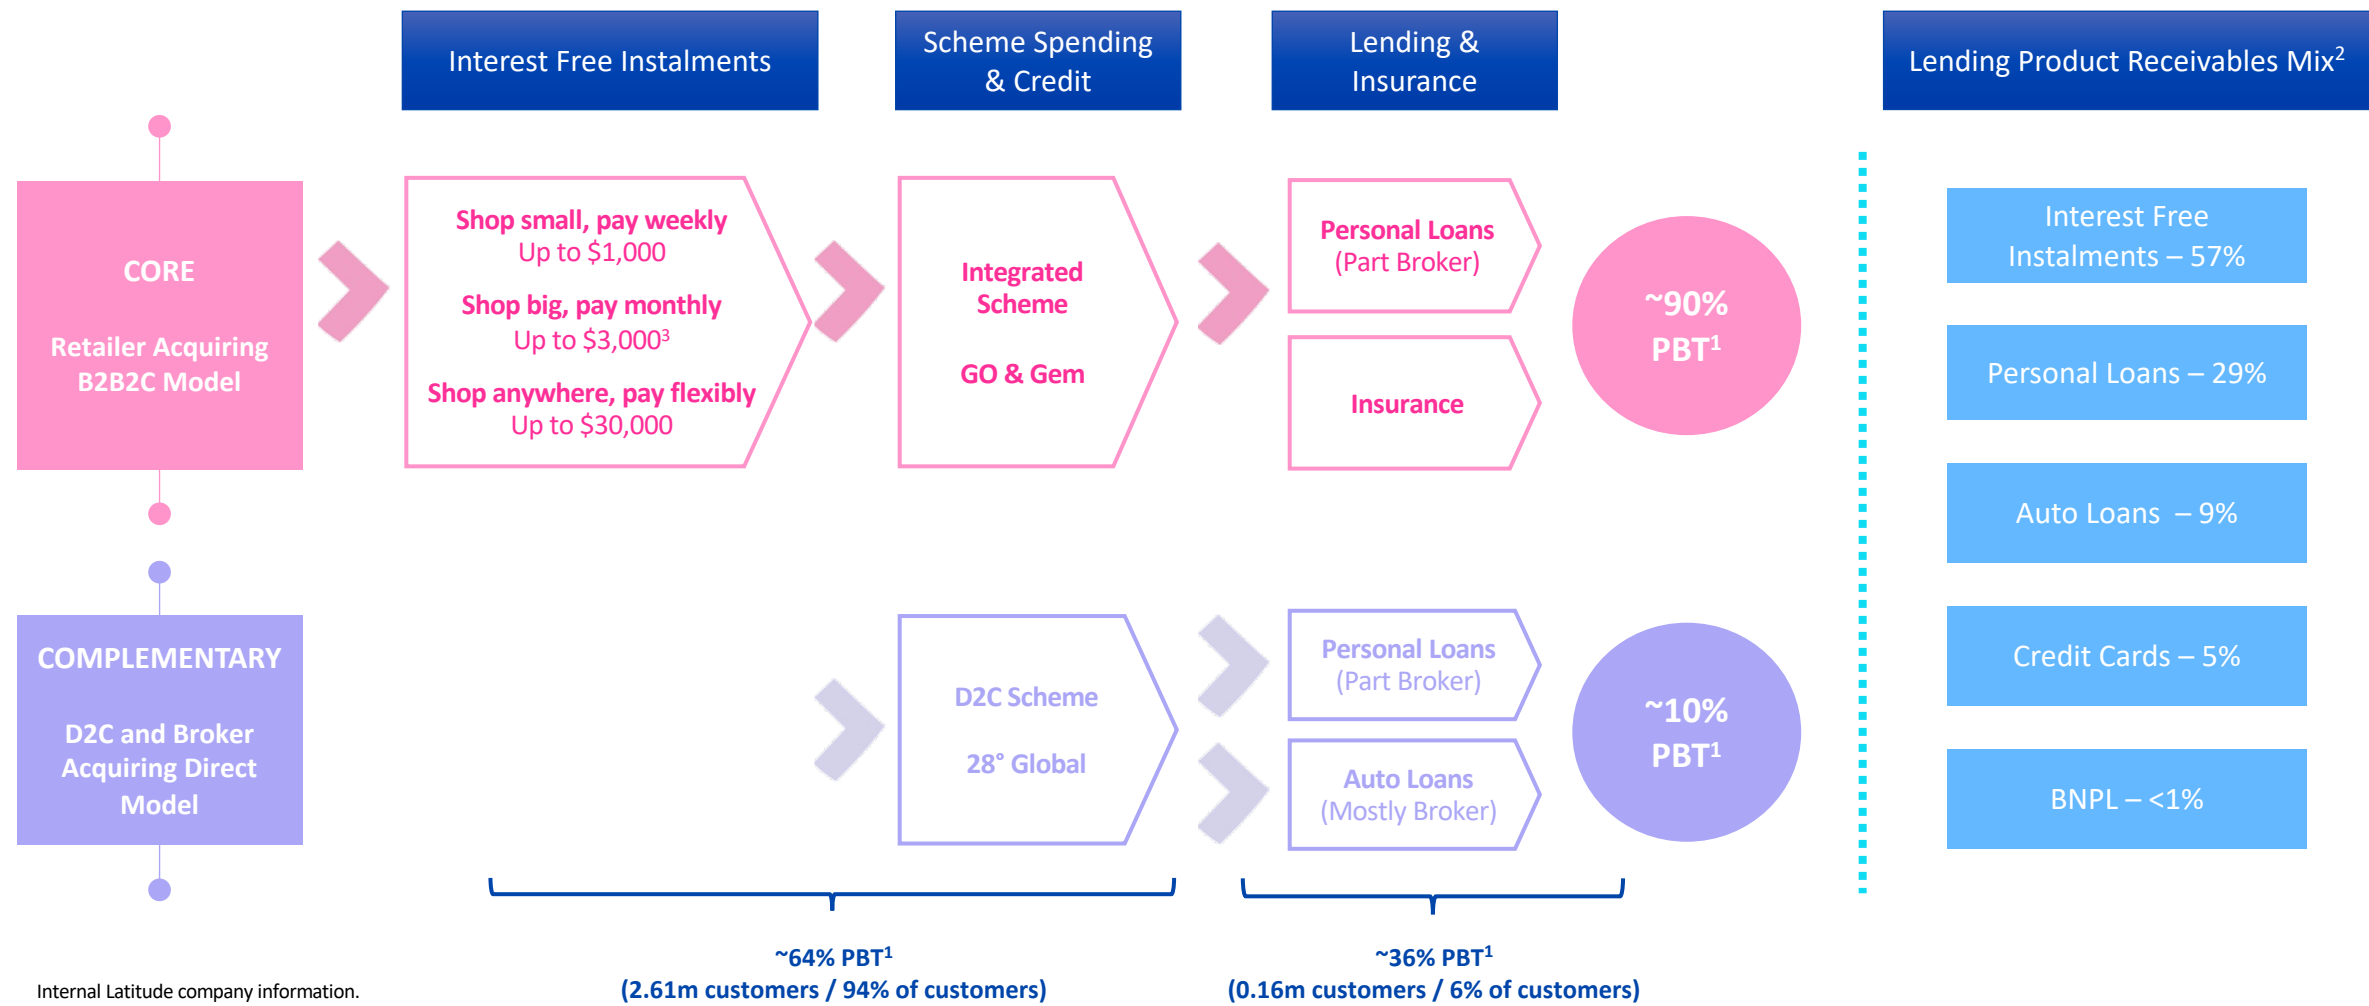 Interest Free Instalments
Scheme Spending
& Credit
Lending &
Insurance
Lending Product Receivables Mix²
CORE
Retailer Acquiring
B2B2C Model
Shop small, pay weekly
Up to $1,000
Shop big, pay monthly
Up to $3,000³
Shop anywhere, pay flexibly
Up to $30,000
Integrated
Scheme
GO & Gem
Personal Loans
(Part Broker)
Insurance
~90%
PBT¹
Interest Free
Instalments – 57%
Personal Loans – 29%
Auto Loans – 9%
Credit Cards – 5%
BNPL – <1%
COMPLEMENTARY
D2C and Broker
Acquiring Direct
Model
D2C Scheme
28° Global
Personal Loans
(Part Broker)
Auto Loans
(Mostly Broker)
~10%
PBT¹
~64% PBT¹
(2.61m customers / 94% of customers)
~36% PBT¹
(0.16m customers / 6% of customers)
Internal Latitude company information.